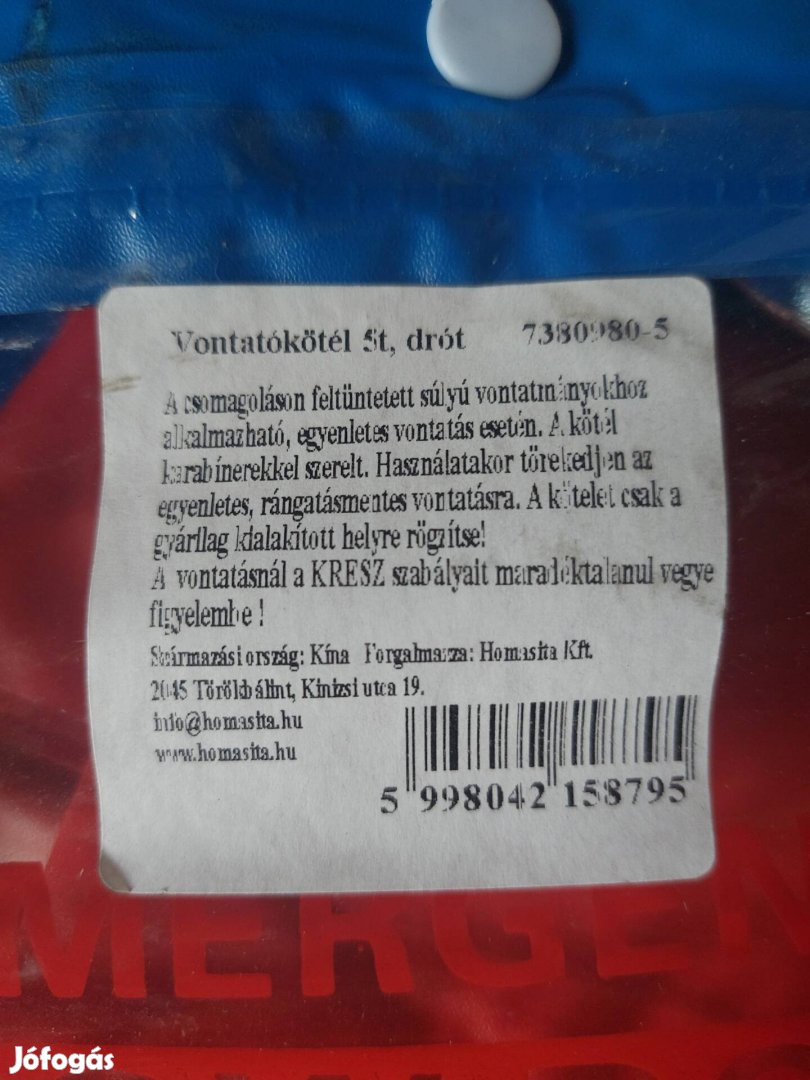 Vontatókötél 5t, drót 7380980-5
A csomagoláson feltüntetett súlyú vontatmányokhoz
alkalmazható, egyenletes vontatás esetén. A kötél
karabínerekkel szerelt. Használatakor törekedjen az
egyenletes, rángatásmentes vontatásra. A kötelet csak a
gyárilag kialakított helyre rögzítse!
A vontatásnál a KRESZ szabályait maradéktalanul vegye
figyelembe !
Származási ország: Kína Forgalmazza: Homasita Kft.
2045 Törökbálint, Kinizsi utca 19.
info@homasita.hu
www.homasita.hu
5 998042 158795
MERGEN
Jófogás